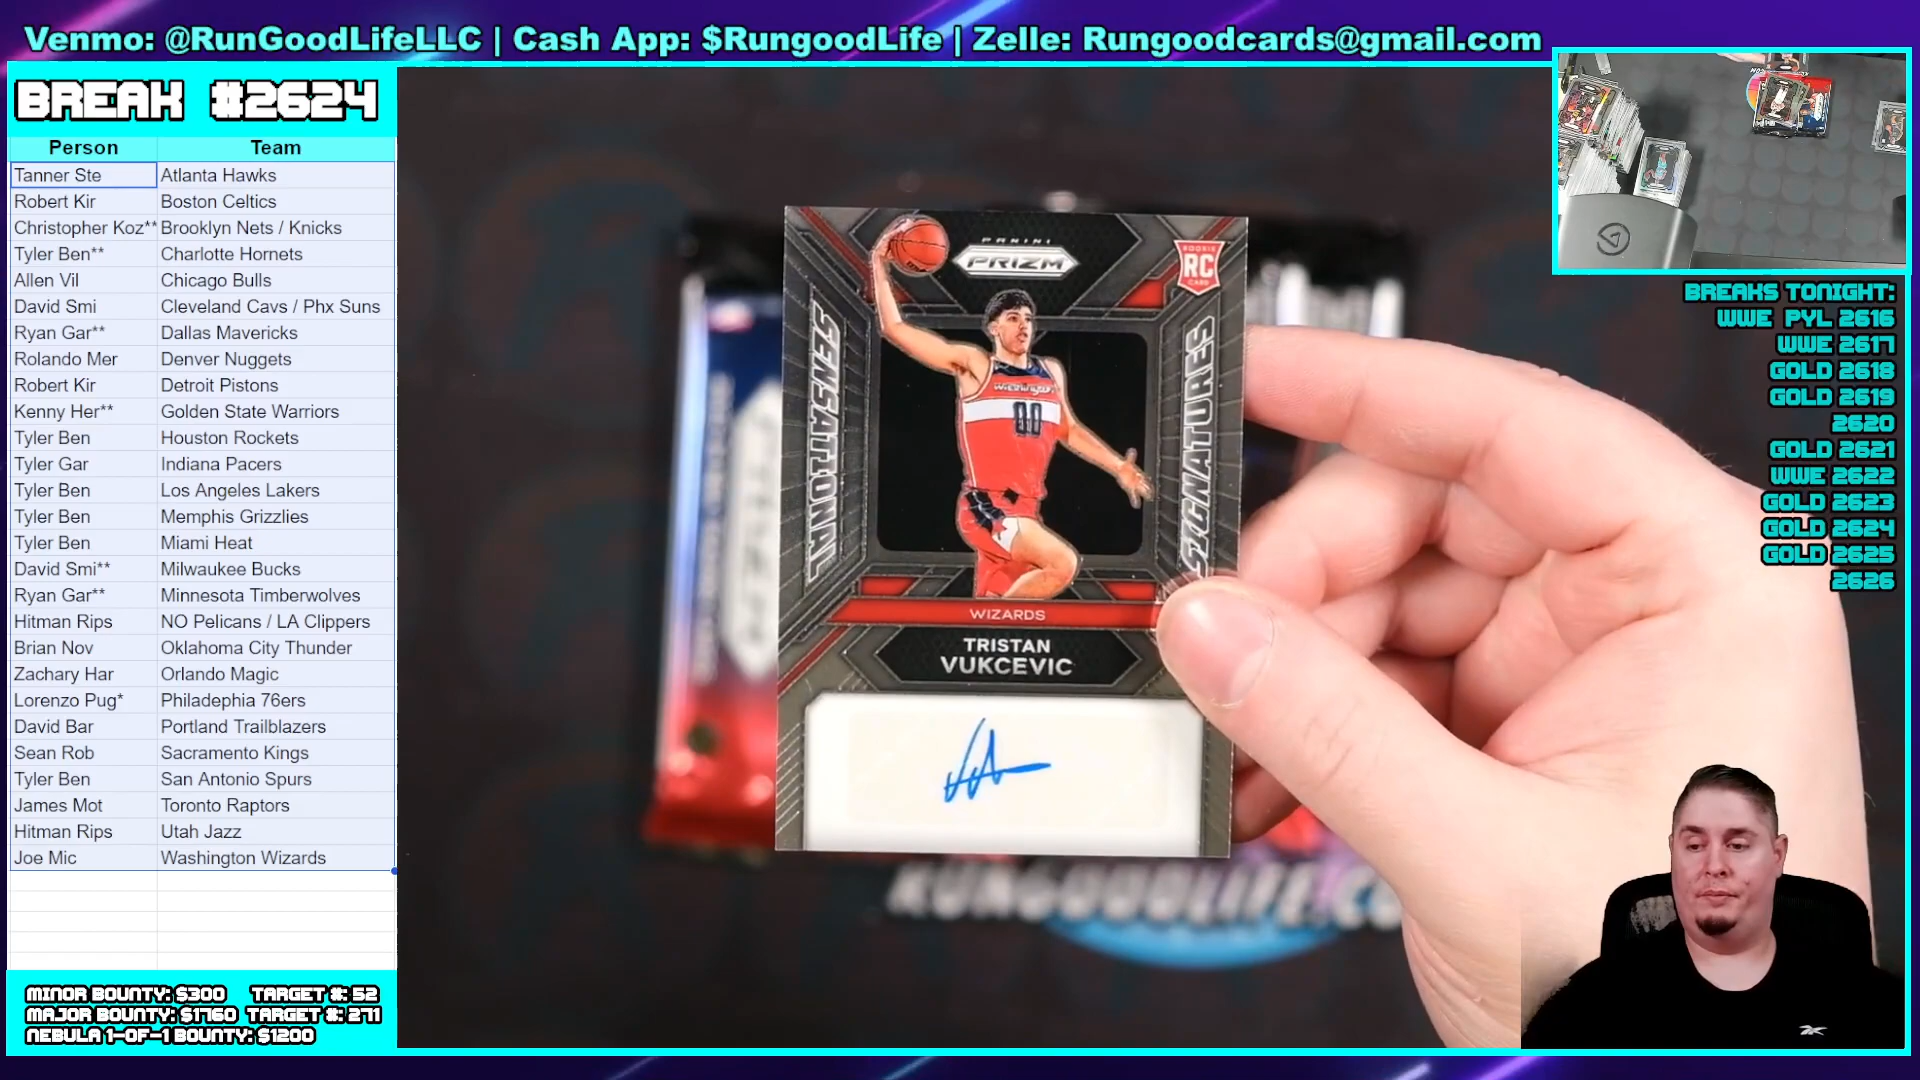 Venmo: @RunGoodLifeLLC | Cash App: $RungoodLife | Zelle: Rungoodcards@gmail.com
BREAK #2624
Person Team
Tanner Ste Atlanta Hawks
Robert Kir Boston Celtics
Christopher Koz** Brooklyn Nets / Knicks
Tyler Ben** Charlotte Hornets
Allen Vil Chicago Bulls
David Smi Cleveland Cavs / Phx Suns
Ryan Gar** Dallas Mavericks
Rolando Mer Denver Nuggets
Robert Kir Detroit Pistons
Kenny Her** Golden State Warriors
Tyler Ben Houston Rockets
Tyler Gar Indiana Pacers
Tyler Ben Los Angeles Lakers
Tyler Ben Memphis Grizzlies
Tyler Ben Miami Heat
David Smi** Milwaukee Bucks
Ryan Gar** Minnesota Timberwolves
Hitman Rips NO Pelicans / LA Clippers
Brian Nov Oklahoma City Thunder
Zachary Har Orlando Magic
Lorenzo Pug* Philadephia 76ers
David Bar Portland Trailblazers
Sean Rob Sacramento Kings
Tyler Ben San Antonio Spurs
James Mot Toronto Raptors
Hitman Rips Utah Jazz
Joe Mic Washington Wizards
MINOR BOUNTY: $300 TARGET #: 52
MAJOR BOUNTY: $1760 TARGET #: 271
NEBULA 1-OF-1 BOUNTY: $1200
PANINI
PRIZM
ROOKIE
RC
CARD
SENSATIONAL
SIGNATURES
Washington
00
WIZARDS
TRISTAN
VUKCEVIC
RUNGOODLIFE.CO
BREAKS TONIGHT:
WWE PYL 2616
WWE 2617
GOLD 2618
GOLD 2619
2620
GOLD 2621
WWE 2622
GOLD 2623
GOLD 2624
GOLD 2625
2626